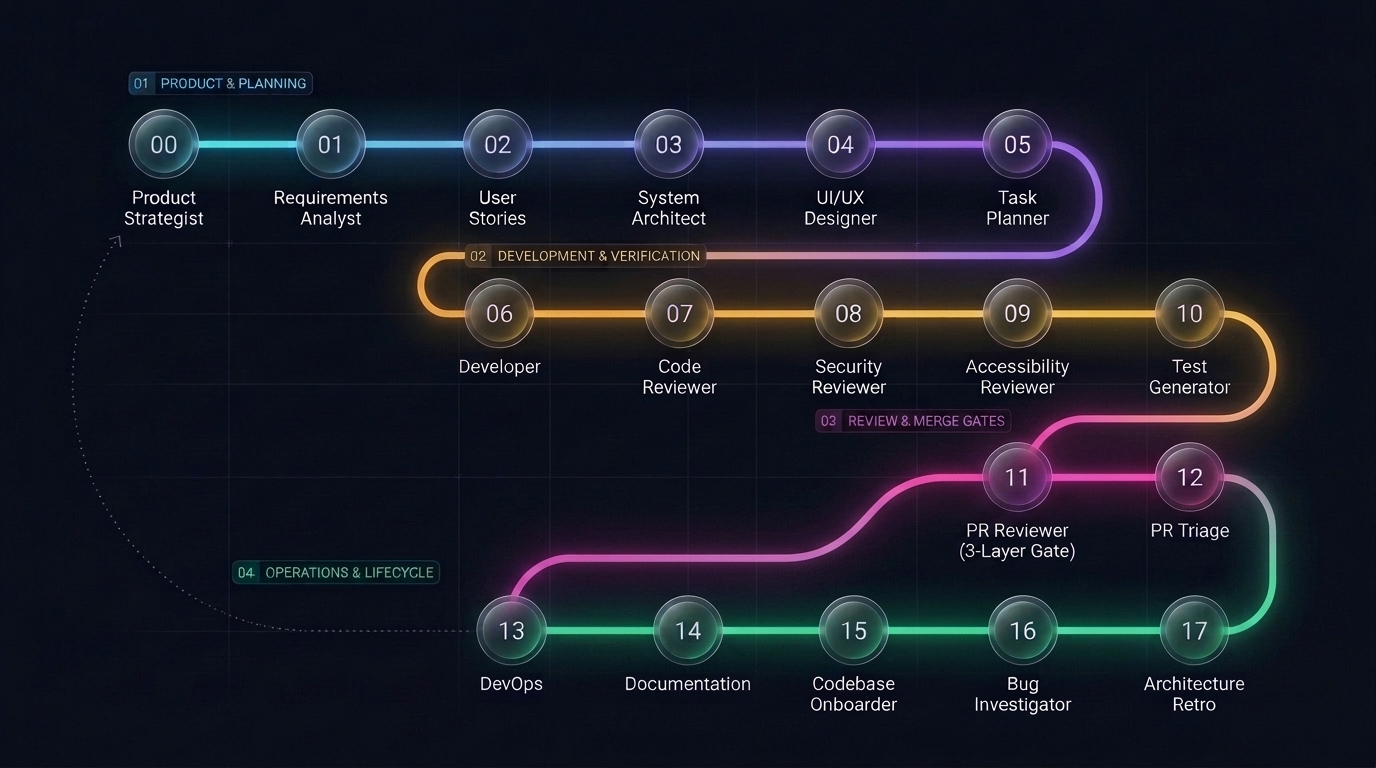 01 PRODUCT & PLANNING
00
01
02
03
04
05
Product
Strategist
Requirements
Analyst
User
Stories
System
Architect
UI/UX
Designer
Task
Planner
02 DEVELOPMENT & VERIFICATION
06
07
08
09
10
Developer
Code
Reviewer
Security
Reviewer
Accessibility
Reviewer
Test
Generator
03 REVIEW & MERGE GATES
11
12
PR Reviewer
(3-Layer Gate)
PR Triage
04 OPERATIONS & LIFECYCLE
13
14
15
16
17
DevOps
Documentation
Codebase
Onboarder
Bug
Investigator
Architecture
Retro